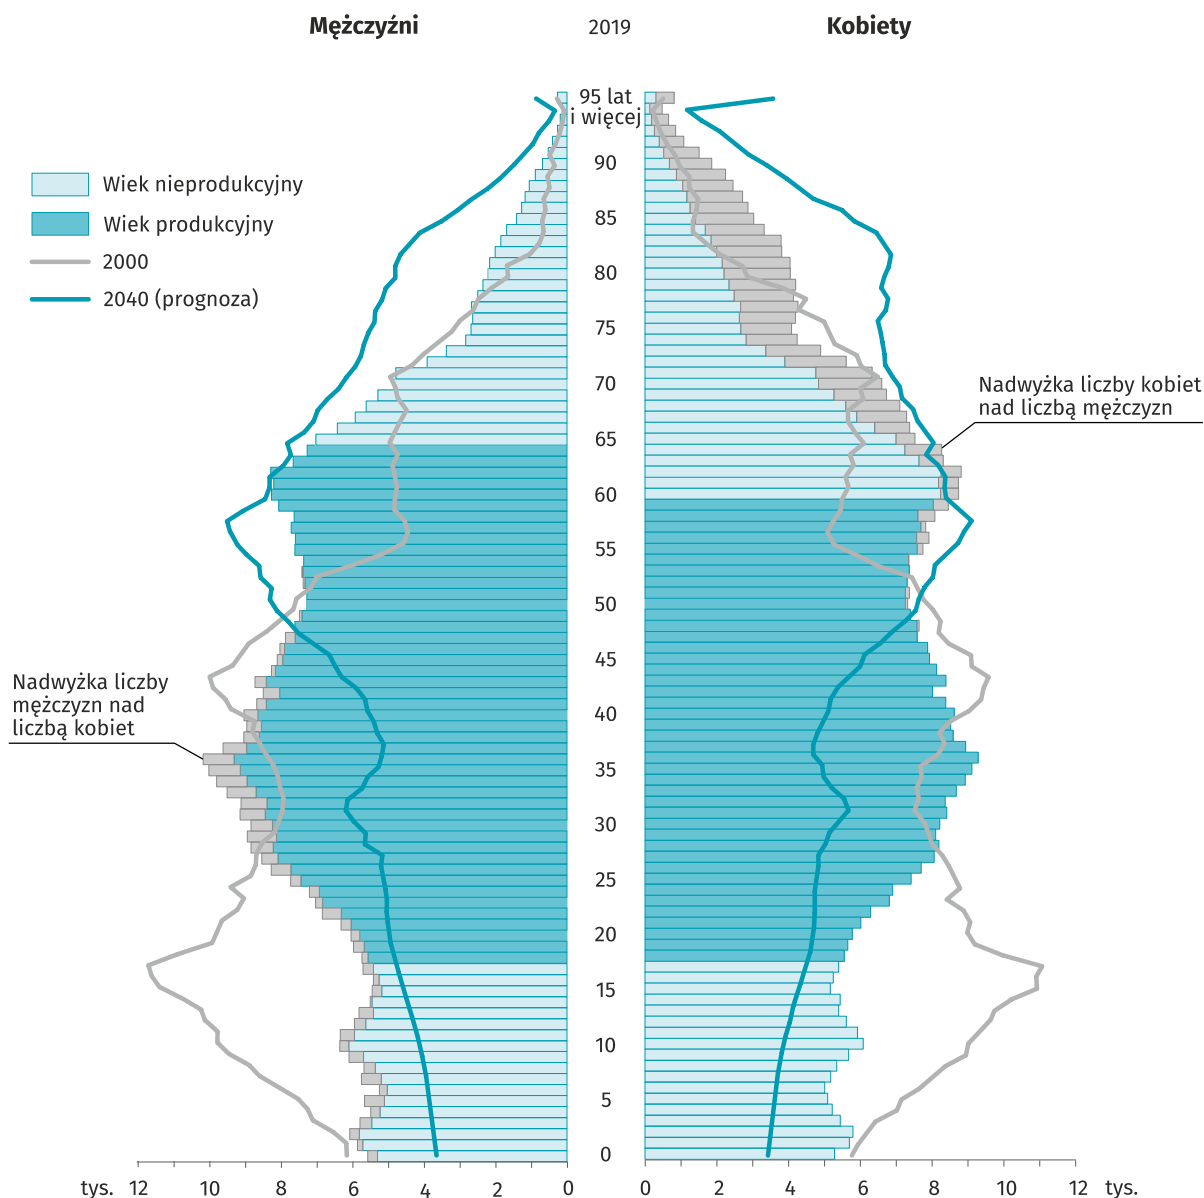 Mężczyźni 2019 Kobiety
95 lat
i więcej
90
85
80
75
70
65
60
55
50
45
40
35
30
25
20
15
10
5
0
Wiek nieprodukcyjny
Wiek produkcyjny
2000
2040 (prognoza)
Nadwyżka liczby kobiet
nad liczbą mężczyzn
Nadwyżka liczby
mężczyzn nad
liczbą kobiet
tys. 12 10 8 6 4 2 0 0 2 4 6 8 10 12 tys.